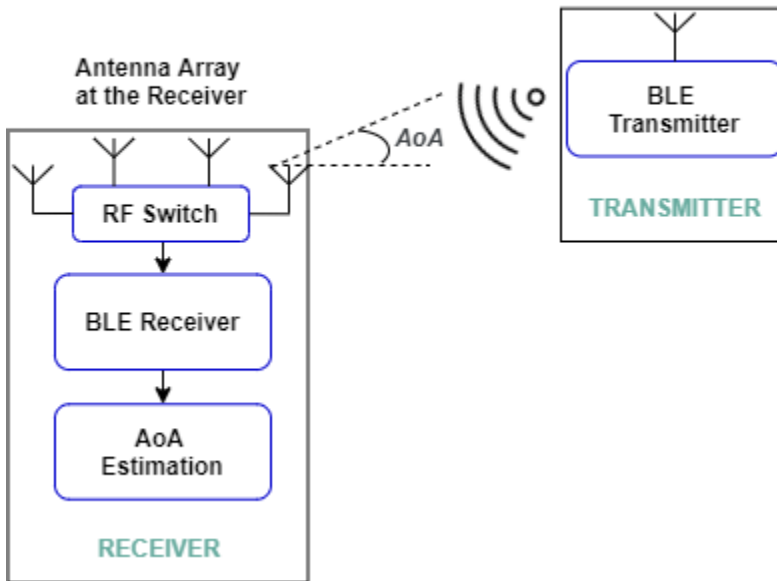 Antenna Array
at the Receiver
AoA
BLE
Transmitter
TRANSMITTER
RF Switch
BLE Receiver
AoA
Estimation
RECEIVER